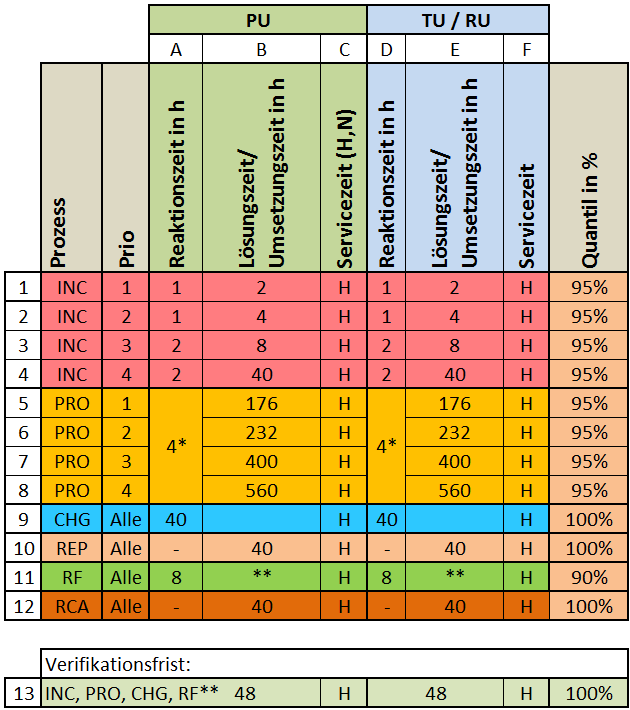 PU TU / RU
A B C D E F
Prozess Prio Reaktionszeit in h Lösungszeit/ Umsetzungszeit in h Servicezeit (H,N) Reaktionszeit in h Lösungszeit/ Umsetzungszeit in h Servicezeit Quantil in %
1 INC 1 1 2 H 1 2 H 95%
2 INC 2 1 4 H 1 4 H 95%
3 INC 3 2 8 H 2 8 H 95%
4 INC 4 2 40 H 2 40 H 95%
5 PRO 1 4* 176 H 4* 176 H 95%
6 PRO 2 232 H 232 H 95%
7 PRO 3 400 H 400 H 95%
8 PRO 4 560 H 560 H 95%
9 CHG Alle 40 H 40 H 100%
10 REP Alle - 40 H - 40 H 100%
11 RF Alle 8 ** H 8 ** H 90%
12 RCA Alle - 40 H - 40 H 100%
Verifikationsfrist:
13 INC, PRO, CHG, RF** 48 H 48 H 100%